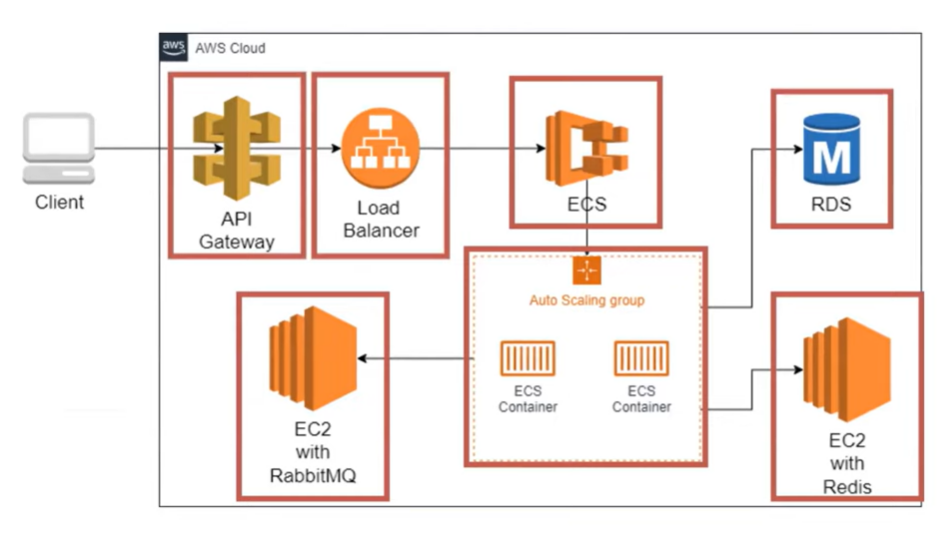 aws
AWS Cloud
Client
API
Gateway
Load
Balancer
ECS
M
RDS
Auto Scaling group
ECS
Container
ECS
Container
EC2
with
RabbitMQ
EC2
with
Redis